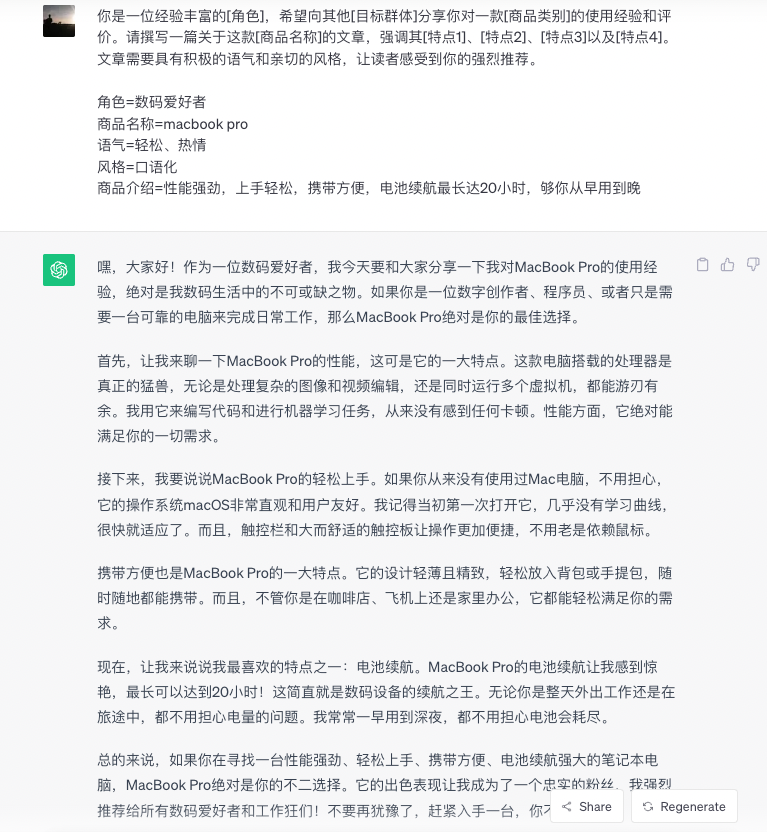 你是一位经验丰富的[角色]，希望向其他[目标群体]分享你对一款[商品类别]的使用经验和评
价。请撰写一篇关于这款[商品名称]的文章，强调其[特点1]、[特点2]、[特点3]以及[特点4]。
文章需要具有积极的语气和亲切的风格，让读者感受到你的强烈推荐。
角色=数码爱好者
商品名称=macbook pro
语气=轻松、热情
风格=口语化
商品介绍=性能强劲，上手轻松，携带方便，电池续航最长达20小时，够你从早用到晚
嘿，大家好！作为一位数码爱好者，我今天要和大家分享一下我对MacBook Pro的使用经
验，绝对是我数码生活中的不可或缺之物。如果你是一位数字创作者、程序员、或者只是需
要一台可靠的电脑来完成日常工作，那么MacBook Pro绝对是你的最佳选择。
首先，让我来聊一下MacBook Pro的性能，这可是它的一大特点。这款电脑搭载的处理器是
真正的猛兽，无论是处理复杂的图像和视频编辑，还是同时运行多个虚拟机，都能游刃有
余。我用它来编写代码和进行机器学习任务，从来没有感到任何卡顿。性能方面，它绝对能
满足你的一切需求。
接下来，我要说说MacBook Pro的轻松上手。如果你从来没有使用过Mac电脑，不用担心，
它的操作系统macOS非常直观和用户友好。我记得当初第一次打开它，几乎没有学习曲线，
很快就适应了。而且，触控栏和大而舒适的触控板让操作更加便捷，不用老是依赖鼠标。
携带方便也是MacBook Pro的一大特点。它的设计轻薄且精致，轻松放入背包或手提包，随
时随地都能携带。而且，不管你是在咖啡店、飞机上还是家里办公，它都能轻松满足你的需
求。
现在，让我来说说我最喜欢的特点之一：电池续航。MacBook Pro的电池续航让我感到惊
艳，最长可以达到20小时！这简直就是数码设备的续航之王。无论你是整天外出工作还是在
旅途中，都不用担心电量的问题。我常常一早用到深夜，都不用担心电池会耗尽。
总的来说，如果你在寻找一台性能强劲、轻松上手、携带方便、电池续航强大的笔记本电
脑，MacBook Pro绝对是你的不二选择。它的出色表现让我成为了一个忠实的粉丝，我强烈
推荐给所有数码爱好者和工作狂们！不要再犹豫了，赶紧入手一台，你
Share
Regenerate